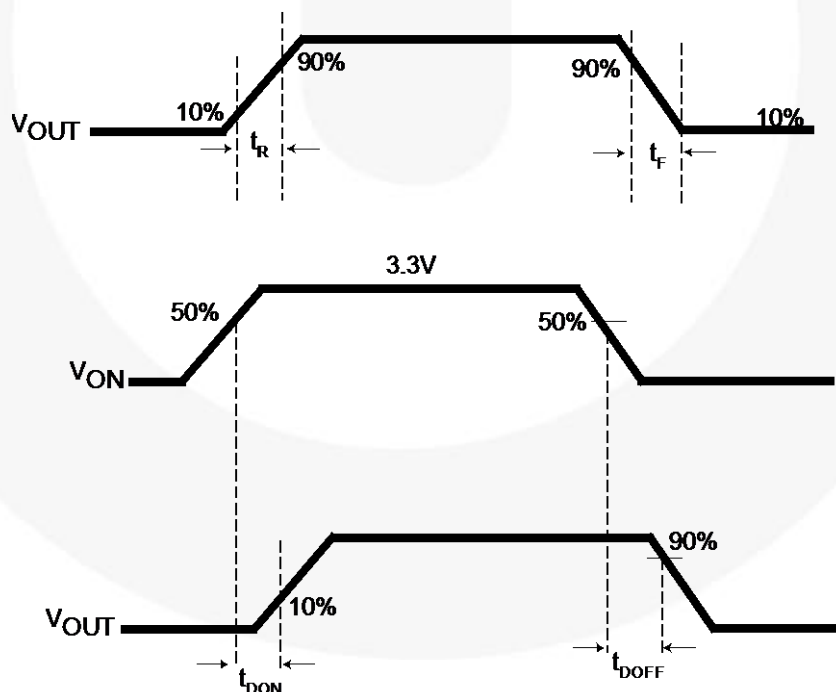 90% 90%
10% 10%
VOUT
tR tF
3.3V
50% 50%
VON
90%
10%
VOUT
tDON tDOFF